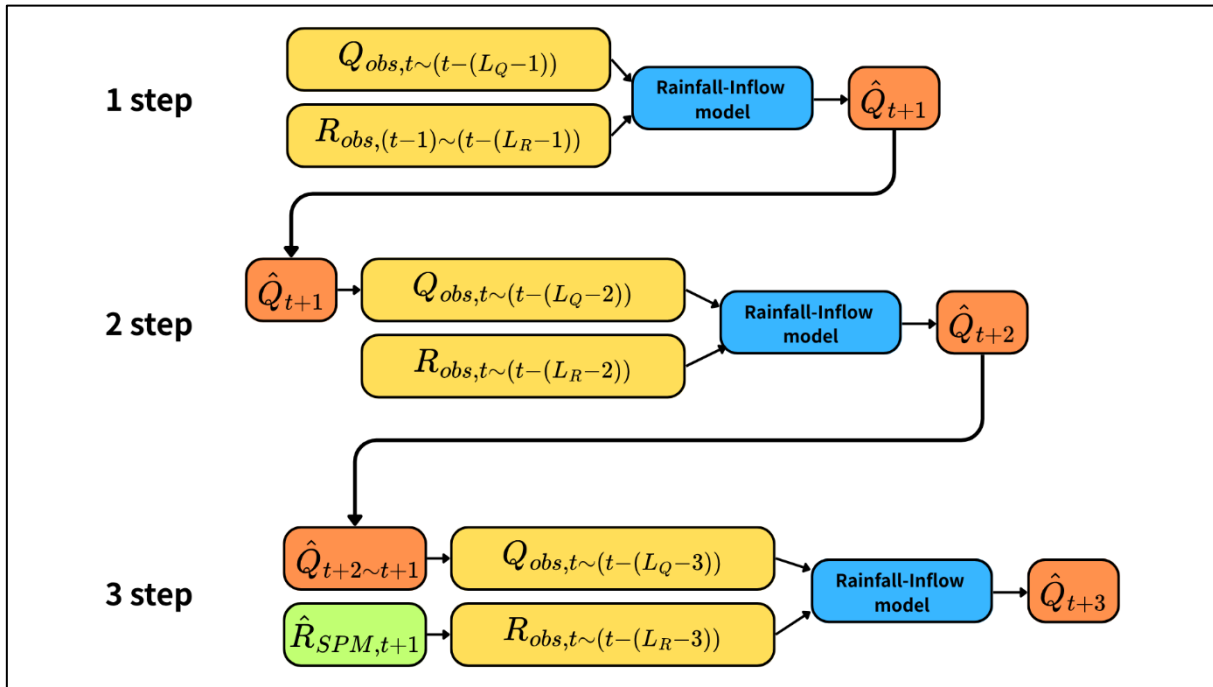 1 step
Q_{obs,t∼(t−(L_Q−1))}
R_{obs,(t−1)∼(t−(L_R−1))}
Rainfall-Inflow
model
Q̂_{t+1}
2 step
Q̂_{t+1}
Q_{obs,t∼(t−(L_Q−2))}
R_{obs,t∼(t−(L_R−2))}
Rainfall-Inflow
model
Q̂_{t+2}
3 step
Q̂_{t+2∼t+1}
Q_{obs,t∼(t−(L_Q−3))}
R̂_{SPM,t+1}
R_{obs,t∼(t−(L_R−3))}
Rainfall-Inflow
model
Q̂_{t+3}